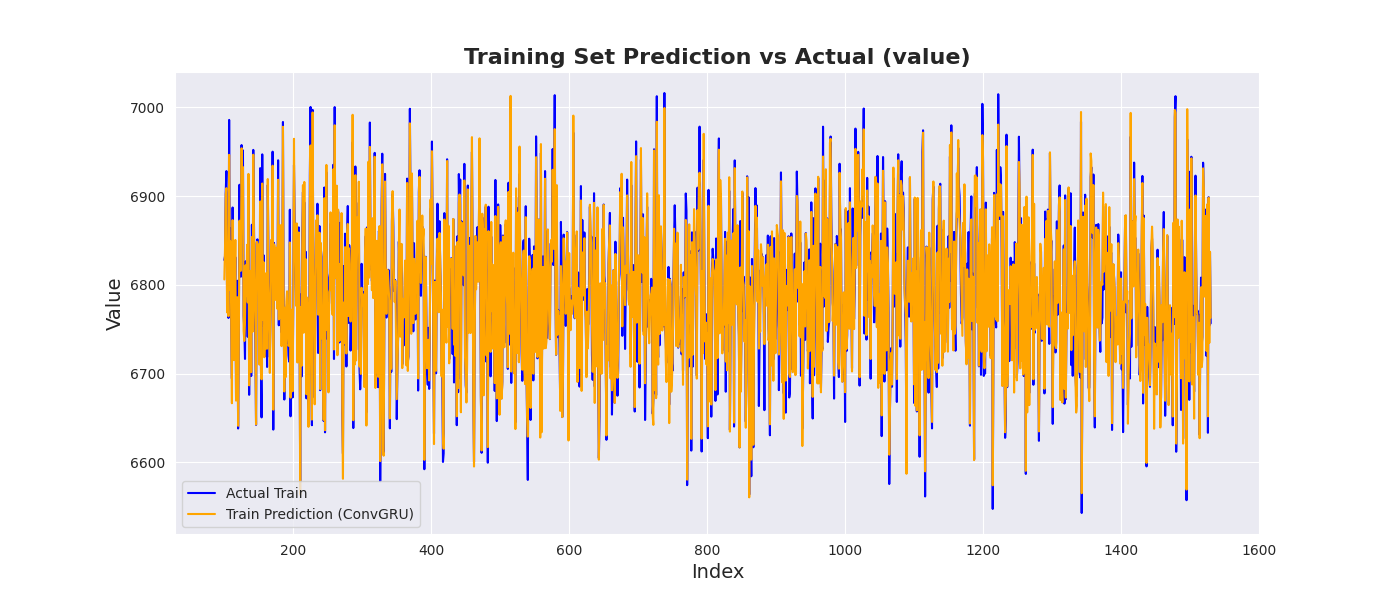 Training Set Prediction vs Actual (value)
Value
7000
6900
6800
6700
6600
Actual Train
Train Prediction (ConvGRU)
200 400 600 800 1000 1200 1400 1600
Index